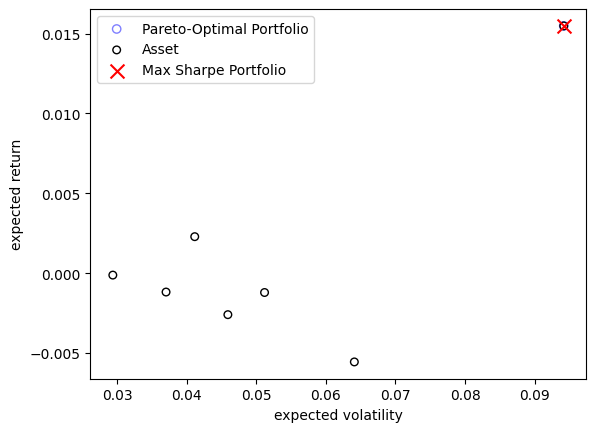 Pareto-Optimal Portfolio
Asset
Max Sharpe Portfolio
0.015
0.010
0.005
0.000
−0.005
expected return
0.03 0.04 0.05 0.06 0.07 0.08 0.09
expected volatility